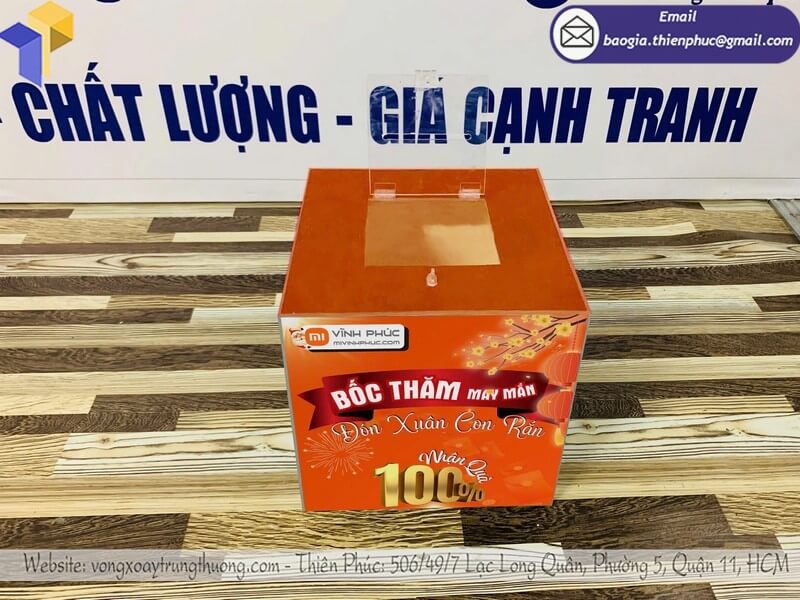 Email
baogia.thienphuc@gmail.com
- CHẤT LƯỢNG - GIÁ CẠNH TRANH
mi VĨNH PHÚC
MIVINHPHUC.COM
BỐC THĂM MAY MẮN
Đón Xuân Con Rắn
Nhận Quà
100%
Website: vongxoaytrungthuong.com - Thiên Phúc: 506/49/7 Lạc Long Quân, Phường 5, Quận 11, HCM